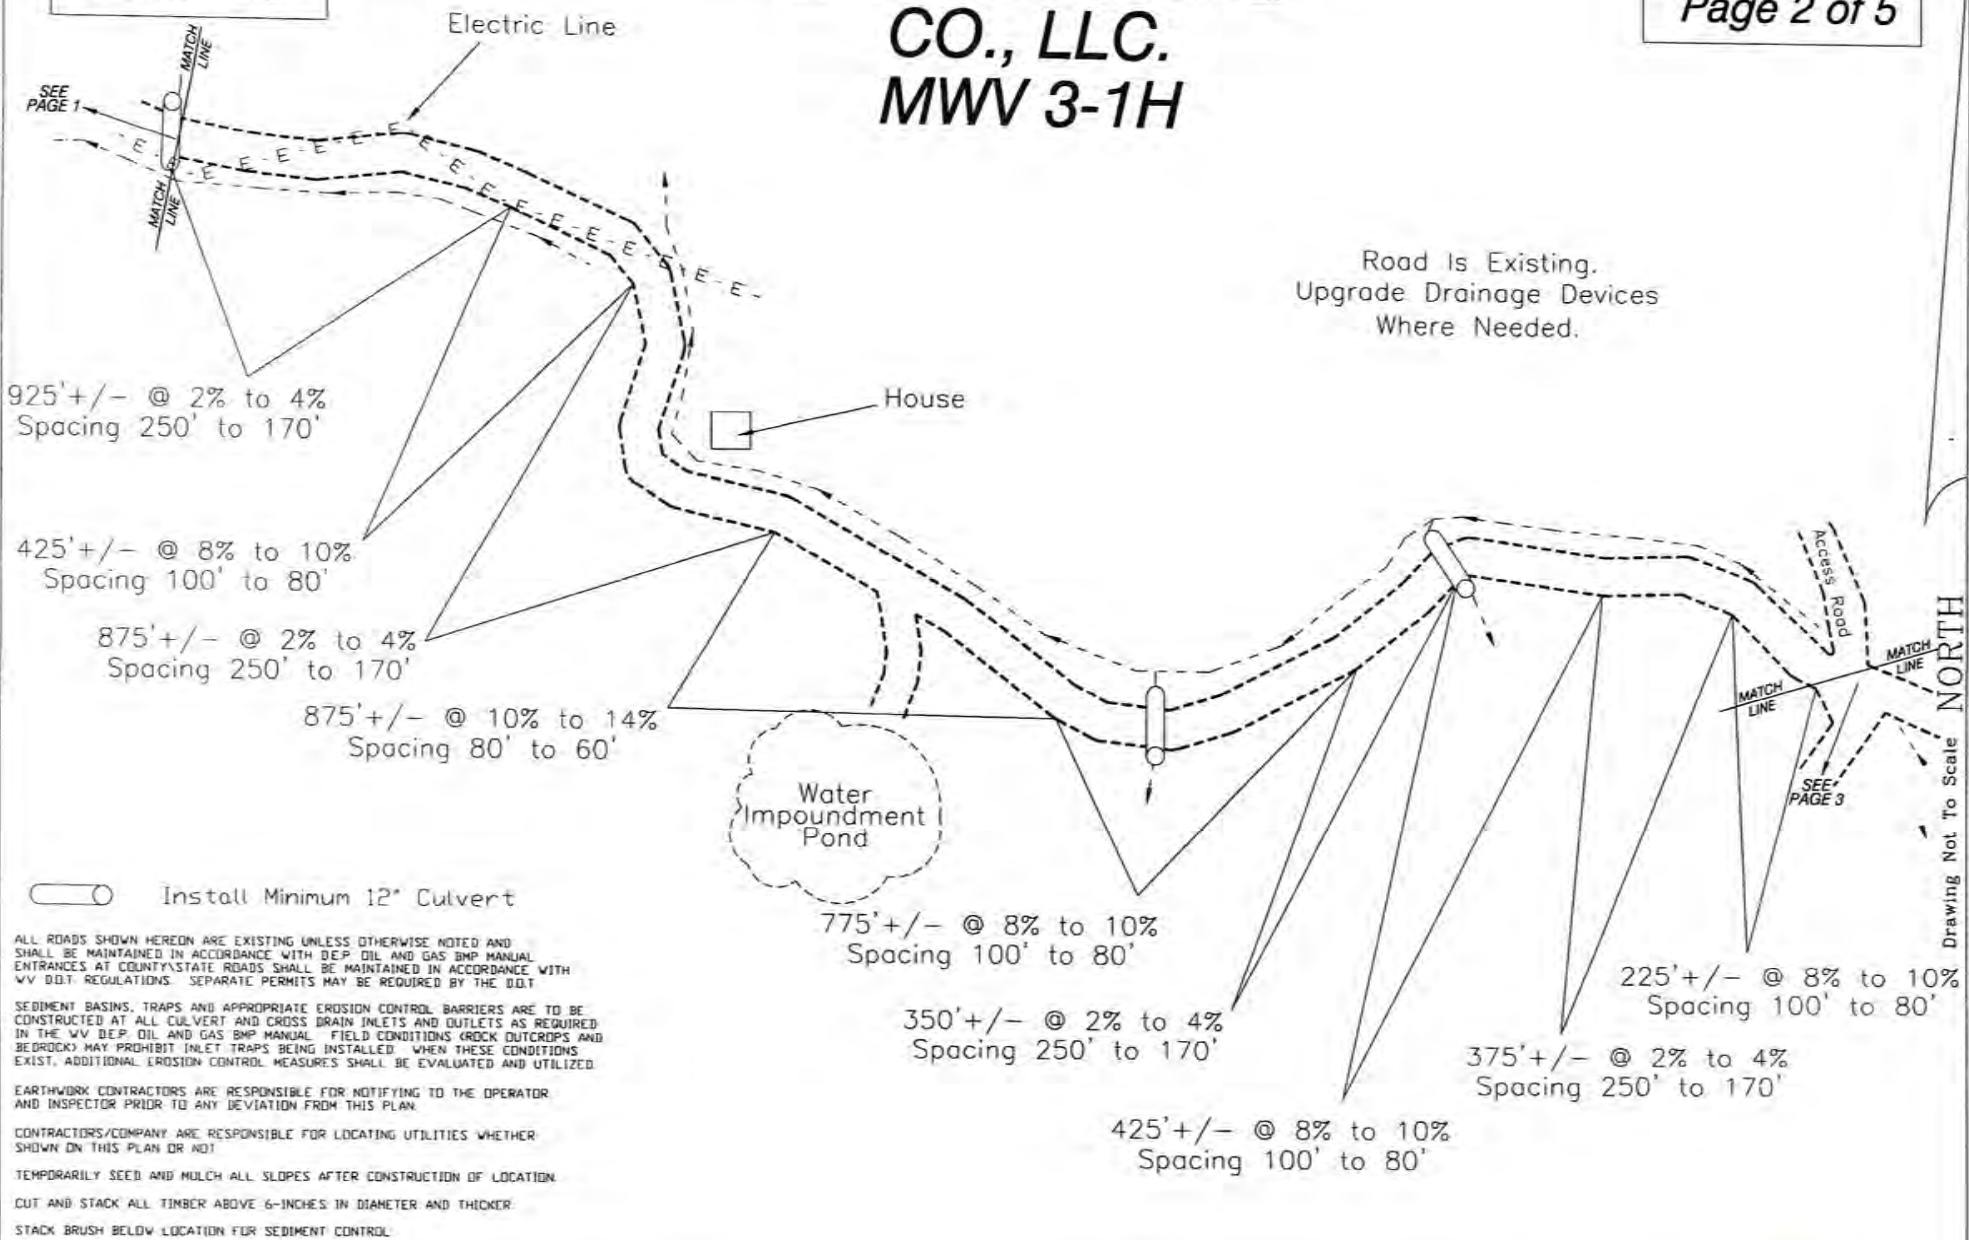 Electric Line
CO., LLC.
MWV 3-1H
Page 2 of 5
MATCH
LINE
SEE
PAGE 1
E - E - E - E - E - E
MATCH
LINE
Road Is Existing.
Upgrade Drainage Devices
Where Needed.
925'+/- @ 2% to 4%
Spacing 250' to 170'
House
425'+/- @ 8% to 10%
Spacing 100' to 80'
875'+/- @ 2% to 4%
Spacing 250' to 170'
875'+/- @ 10% to 14%
Spacing 80' to 60'
Access Road
MATCH
LINE
MATCH
LINE
SEE
PAGE 3
NORTH
Drawing Not To Scale
Water
Impoundment
Pond
Install Minimum 12" Culvert
775'+/- @ 8% to 10%
Spacing 100' to 80'
350'+/- @ 2% to 4%
Spacing 250' to 170'
425'+/- @ 8% to 10%
Spacing 100' to 80'
375'+/- @ 2% to 4%
Spacing 250' to 170'
225'+/- @ 8% to 10%
Spacing 100' to 80'
ALL ROADS SHOWN HEREON ARE EXISTING UNLESS OTHERWISE NOTED AND
SHALL BE MAINTAINED IN ACCORDANCE WITH DEP. OIL AND GAS BMP MANUAL
ENTRANCES AT COUNTY\STATE ROADS SHALL BE MAINTAINED IN ACCORDANCE WITH
WV D.O.T. REGULATIONS. SEPARATE PERMITS MAY BE REQUIRED BY THE D.O.T
SEDIMENT BASINS, TRAPS AND APPROPRIATE EROSION CONTROL BARRIERS ARE TO BE
CONSTRUCTED AT ALL CULVERT AND CROSS DRAIN INLETS AND OUTLETS AS REQUIRED
IN THE WV DEP. OIL AND GAS BMP MANUAL. FIELD CONDITIONS (ROCK OUTCROPS AND
BEDROCK) MAY PROHIBIT INLET TRAPS BEING INSTALLED. WHEN THESE CONDITIONS
EXIST, ADDITIONAL EROSION CONTROL MEASURES SHALL BE EVALUATED AND UTILIZED
EARTHWORK CONTRACTORS ARE RESPONSIBLE FOR NOTIFYING TO THE OPERATOR
AND INSPECTOR PRIOR TO ANY DEVIATION FROM THIS PLAN.
CONTRACTORS/COMPANY ARE RESPONSIBLE FOR LOCATING UTILITIES WHETHER
SHOWN ON THIS PLAN OR NOT
TEMPORARILY SEED AND MULCH ALL SLOPES AFTER CONSTRUCTION OF LOCATION.
CUT AND STACK ALL TIMBER ABOVE 6-INCHES IN DIAMETER AND THICKER.
STACK BRUSH BELOW LOCATION FOR SEDIMENT CONTROL